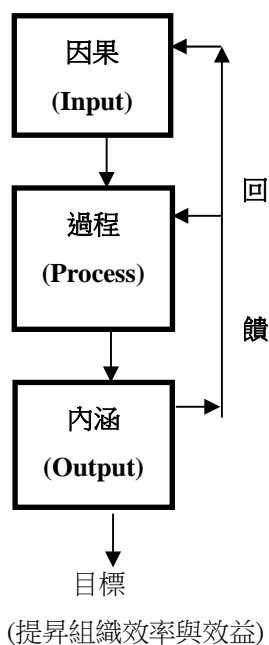 因果
(Input)
過程
(Process)
內涵
(Output)
回
饋
目標
(提昇組織效率與效益)